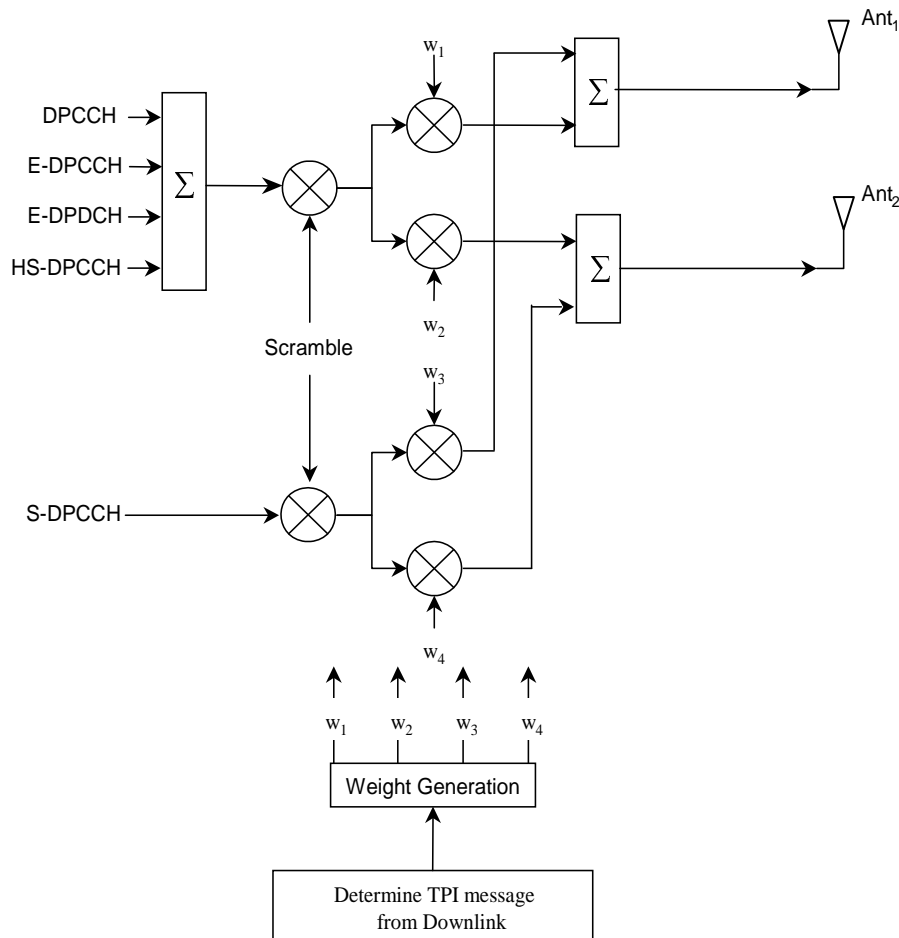 Ant1
w1
DPCCH
E-DPCCH
Σ
Σ
E-DPDCH
Ant2
HS-DPCCH
Σ
w2
Scramble
w3
S-DPCCH
w4
w1 w2 w3 w4
Weight Generation
Determine TPI message
from Downlink